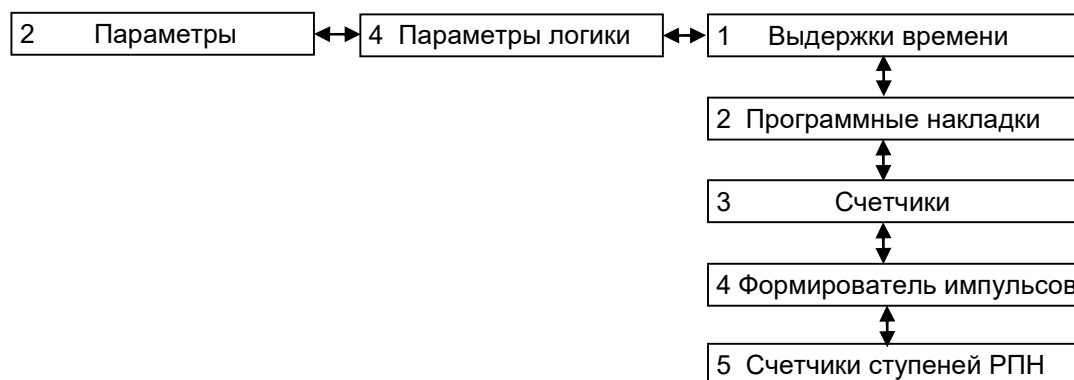 2 Параметры
4 Параметры логики
1 Выдержки времени
2 Программные накладки
3 Счетчики
4 Формирователь импульсов
5 Счетчики ступеней РПН